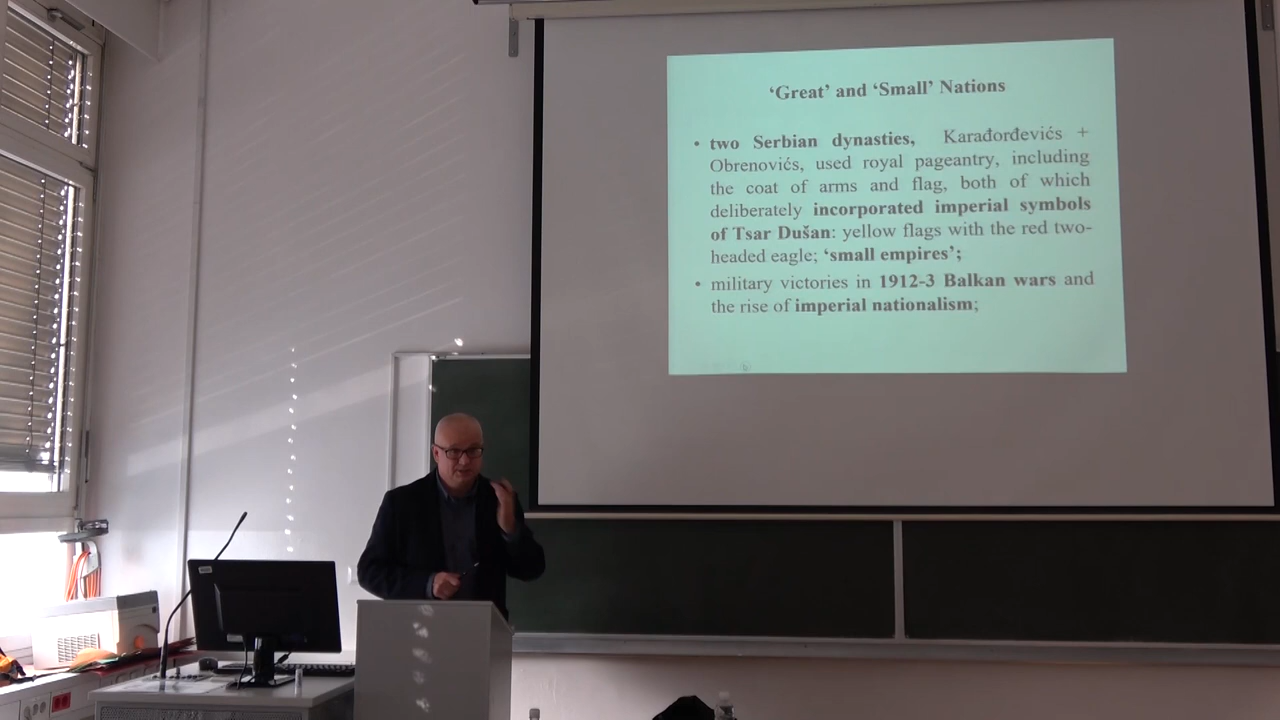 ‘Great’ and ‘Small’ Nations
• two Serbian dynasties, Karađorđevićs +
Obrenovićs, used royal pageantry, including
the coat of arms and flag, both of which
deliberately incorporated imperial symbols
of Tsar Dušan: yellow flags with the red two-
headed eagle; ‘small empires’;
• military victories in 1912-3 Balkan wars and
the rise of imperial nationalism;